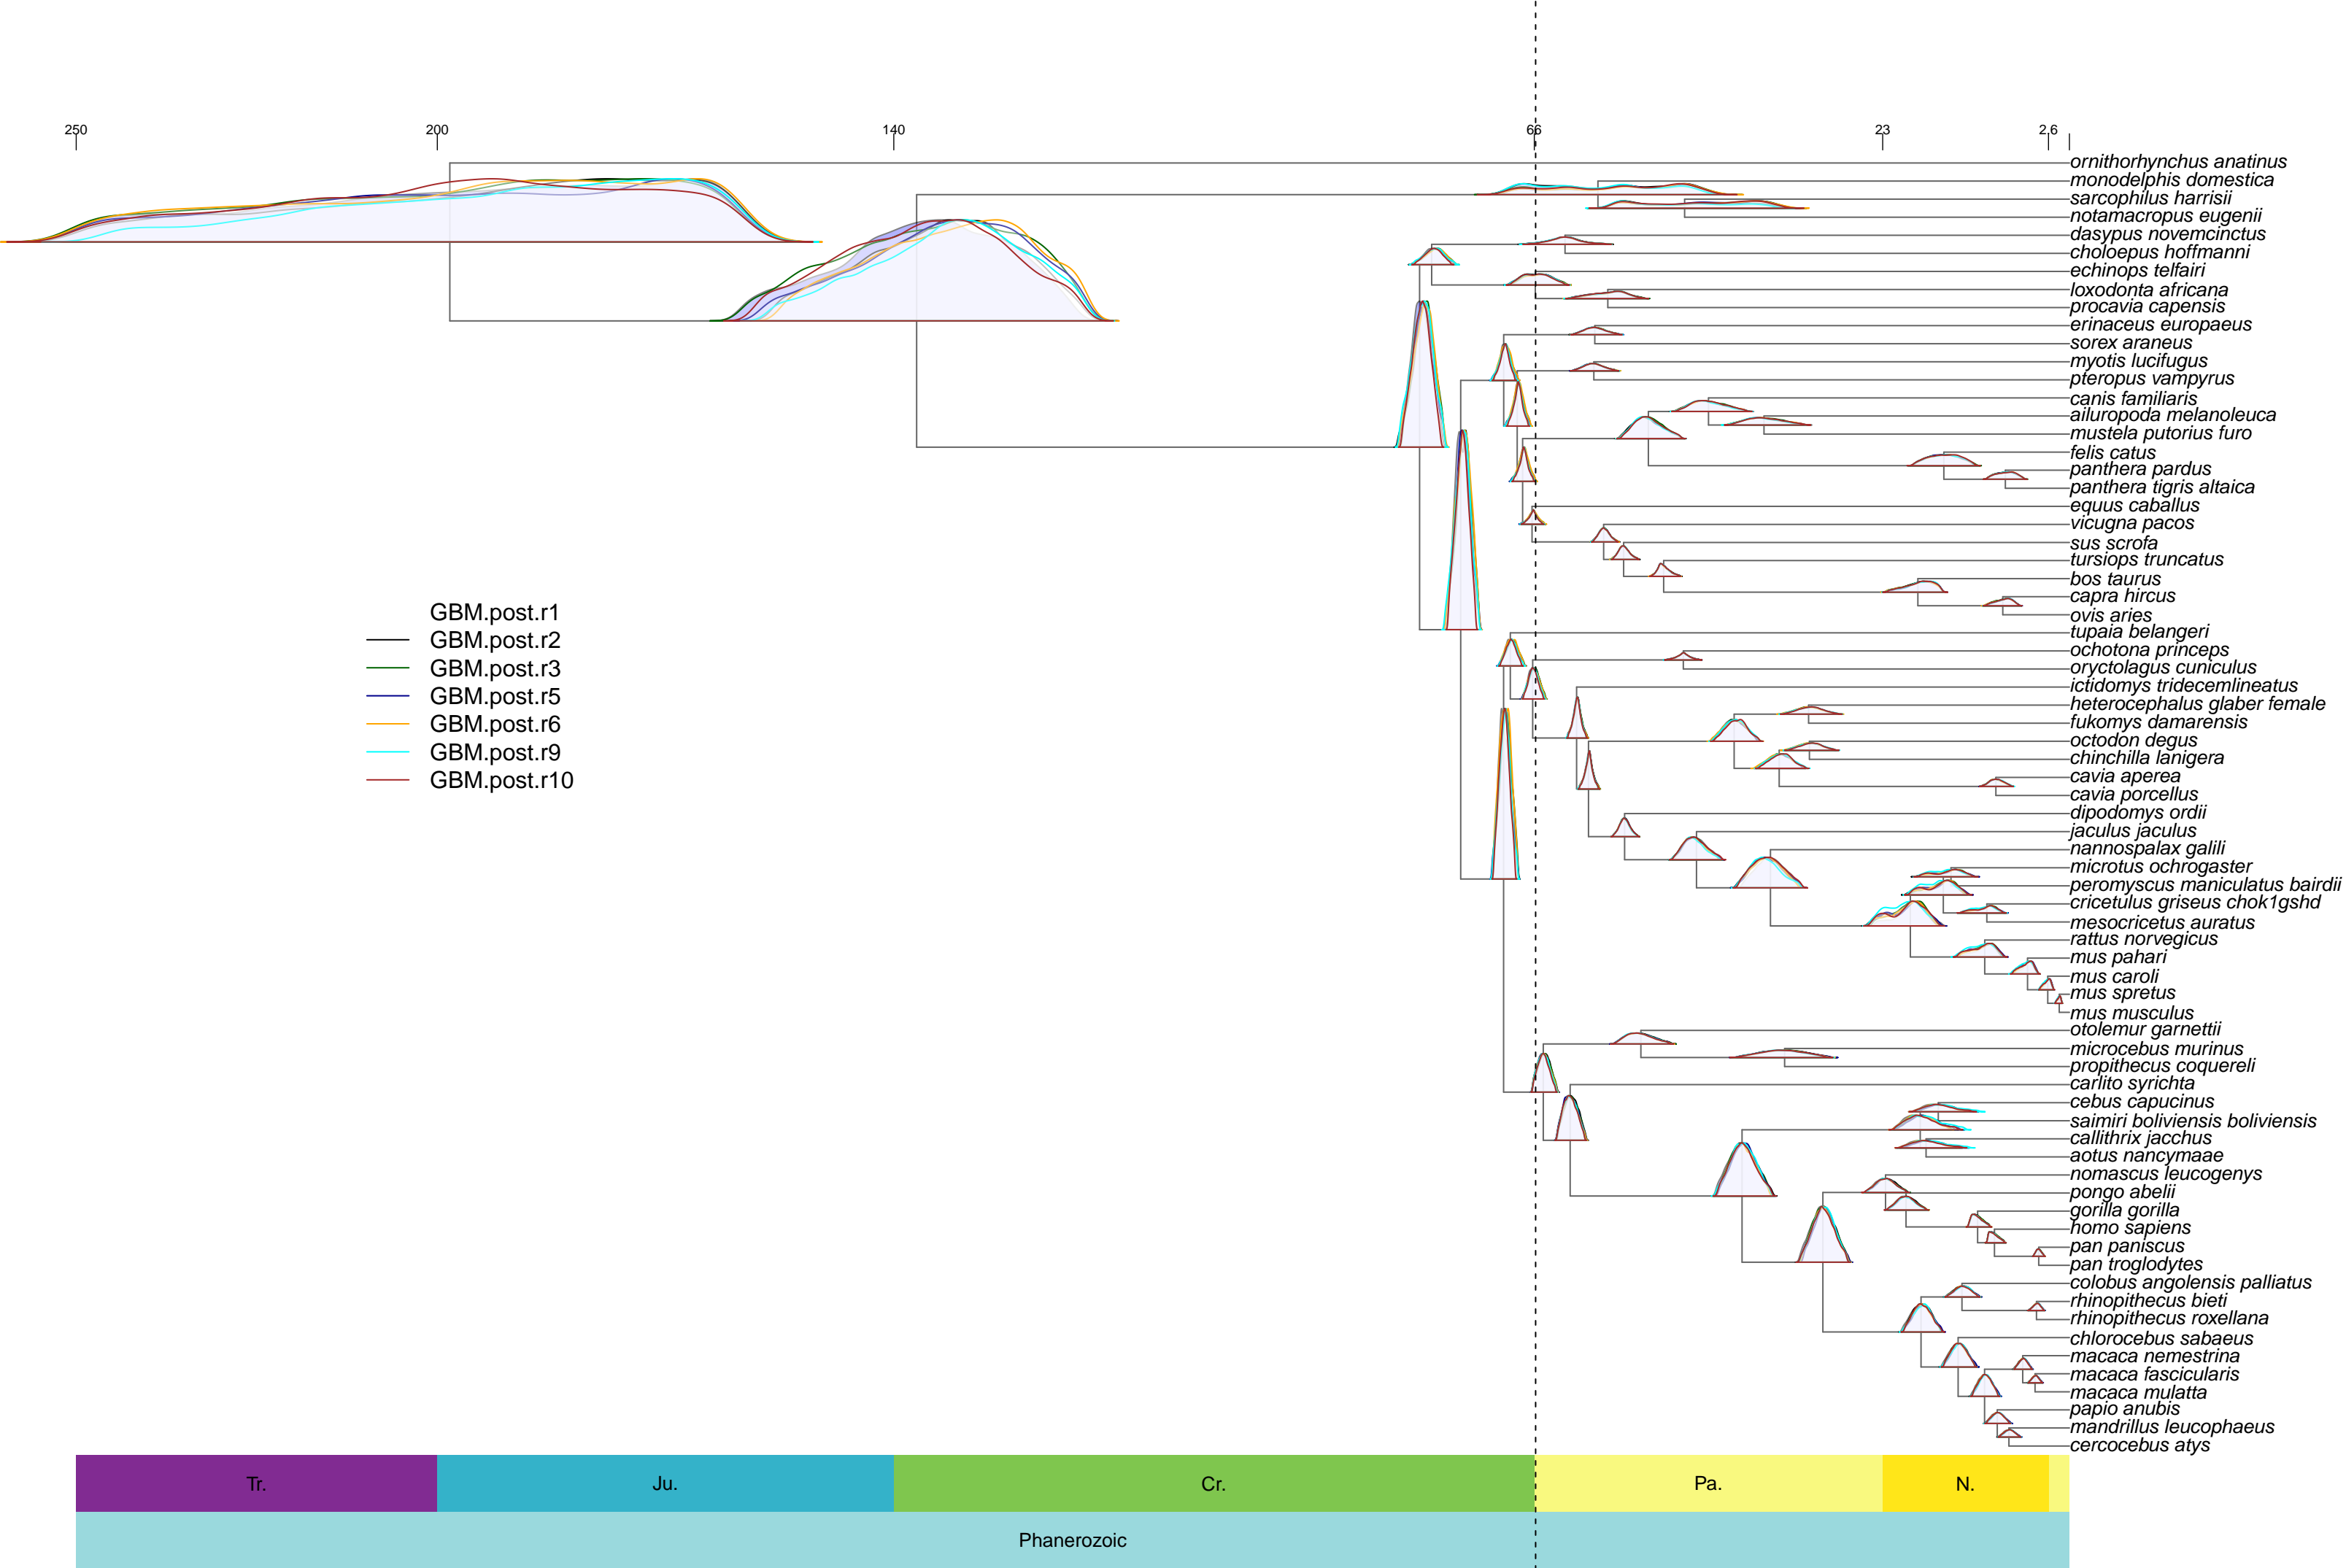 250 200 140 66 23 2,6
ornithorhynchus anatinus
monodelphis domestica
sarcophilus harrisii
notamacropus eugenii
dasypus novemcinctus
choloepus hoffmanni
echinops telfairi
loxodonta africana
procavia capensis
erinaceus europaeus
sorex araneus
myotis lucifugus
pteropus vampyrus
canis familiaris
ailuropoda melanoleuca
mustela putorius furo
felis catus
panthera pardus
panthera tigris altaica
equus caballus
vicugna pacos
sus scrofa
tursiops truncatus
bos taurus
capra hircus
ovis aries
tupaia belangeri
ochotona princeps
oryctolagus cuniculus
ictidomys tridecemlineatus
heterocephalus glaber female
fukomys damarensis
octodon degus
chinchilla lanigera
cavia aperea
cavia porcellus
dipodomys ordii
jaculus jaculus
nannospalax galili
microtus ochrogaster
peromyscus maniculatus bairdii
cricetulus griseus chok1gshd
mesocricetus auratus
rattus norvegicus
mus pahari
mus caroli
mus spretus
mus musculus
otolemur garnettii
microcebus murinus
propithecus coquereli
carlito syrichta
cebus capucinus
saimiri boliviensis boliviensis
callithrix jacchus
aotus nancymaae
nomascus leucogenys
pongo abelii
gorilla gorilla
homo sapiens
pan paniscus
pan troglodytes
colobus angolensis palliatus
rhinopithecus bieti
rhinopithecus roxellana
chlorocebus sabaeus
macaca nemestrina
macaca fascicularis
macaca mulatta
papio anubis
mandrillus leucophaeus
cercocebus atys
GBM.post.r1
GBM.post.r2
GBM.post.r3
GBM.post.r5
GBM.post.r6
GBM.post.r9
GBM.post.r10
Tr. Ju. Cr. Pa. N.
Phanerozoic